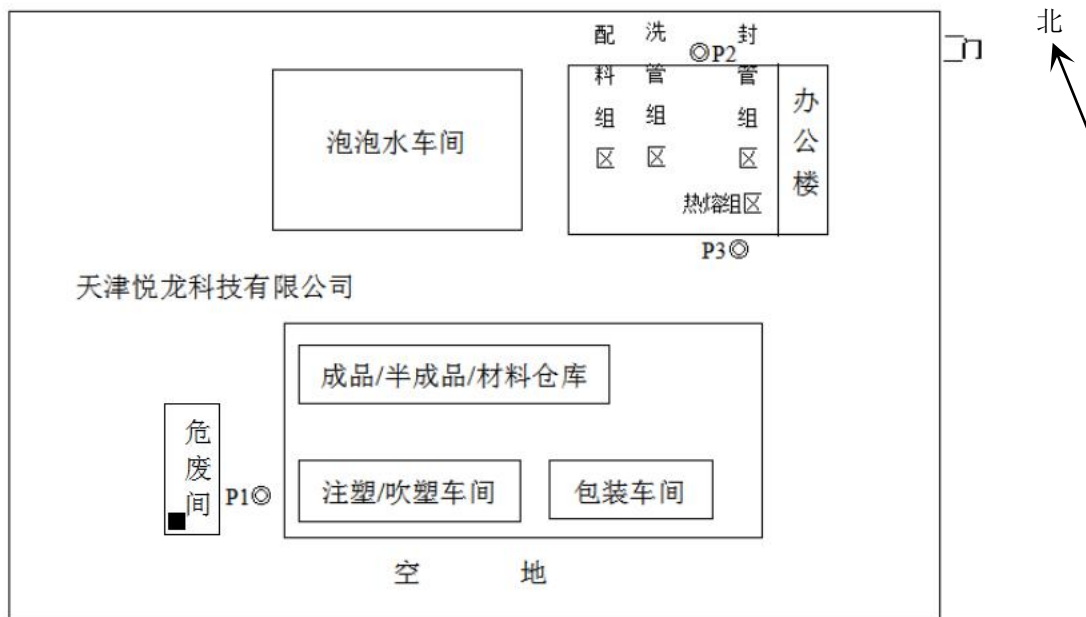 北
门
配料组区
洗管组区
封管组区
◎P2
办公楼
泡泡水车间
热熔组区
P3◎
天津悦龙科技有限公司
成品/半成品/材料仓库
危废间
P1◎
注塑/吹塑车间
包装车间
空 地